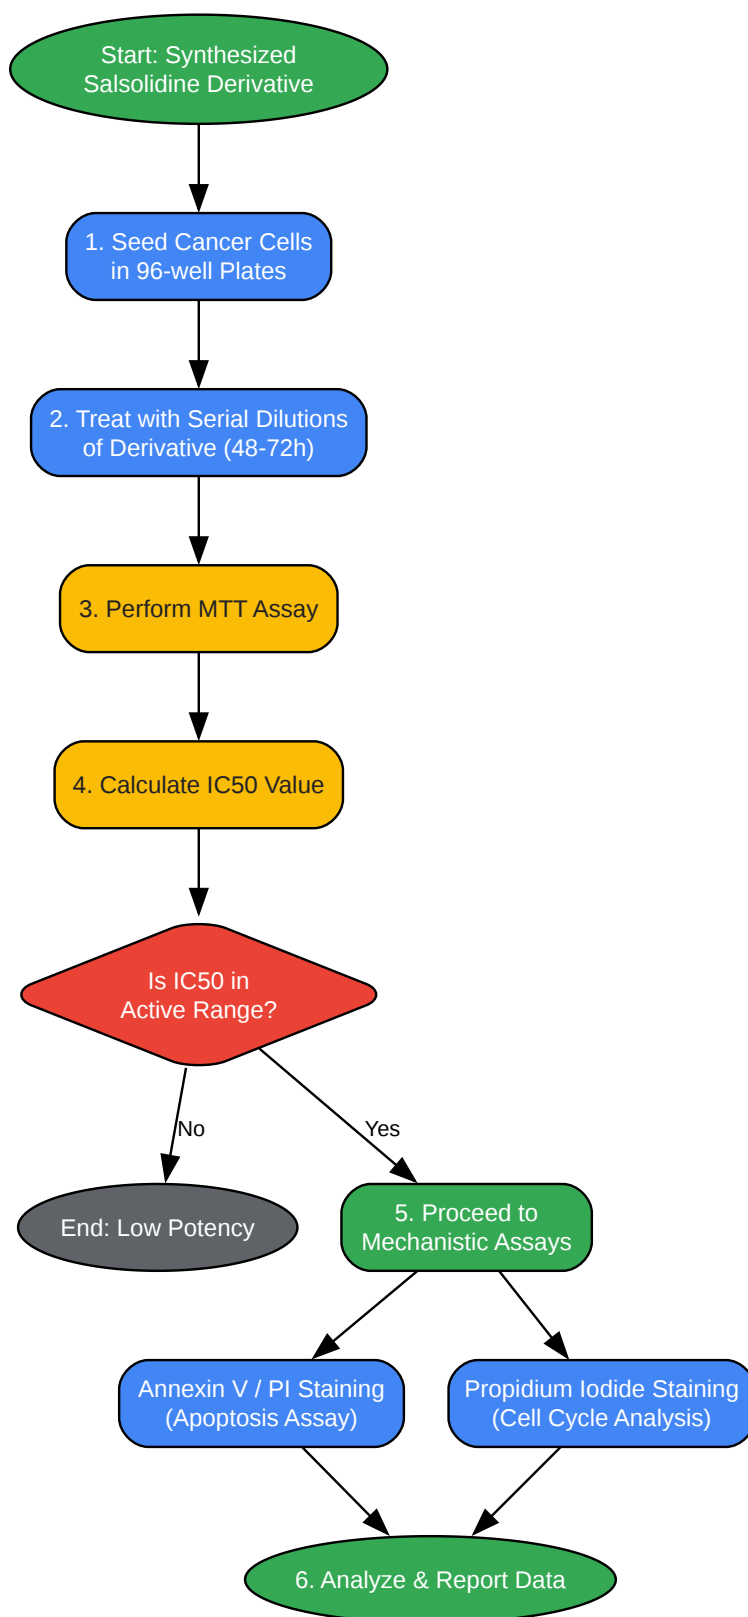 Start: Synthesized
Salsolidine Derivative
1. Seed Cancer Cells
in 96-well Plates
2. Treat with Serial Dilutions
of Derivative (48-72h)
3. Perform MTT Assay
4. Calculate IC50 Value
Is IC50 in
Active Range?
No
Yes
End: Low Potency
5. Proceed to
Mechanistic Assays
Annexin V / PI Staining
(Apoptosis Assay)
Propidium Iodide Staining
(Cell Cycle Analysis)
6. Analyze & Report Data